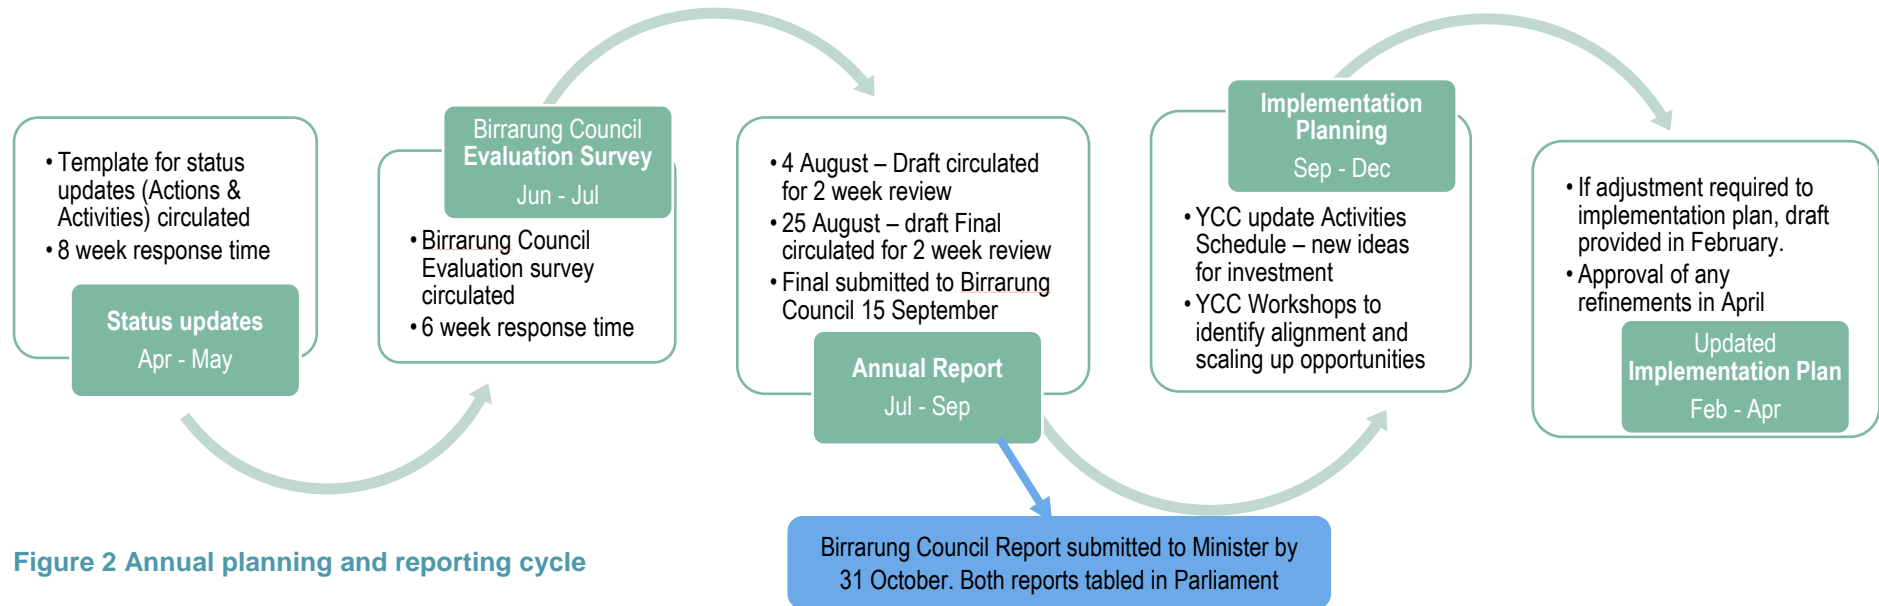 • Template for status
updates (Actions &
Activities) circulated
• 8 week response time
Status updates
Apr - May
Birrarung Council
Evaluation Survey
Jun - Jul
• Birrarung Council
Evaluation survey
circulated
• 6 week response time
• 4 August – Draft circulated
for 2 week review
• 25 August – draft Final
circulated for 2 week review
• Final submitted to Birrarung
Council 15 September
Annual Report
Jul - Sep
Implementation
Planning
Sep - Dec
• YCC update Activities
Schedule – new ideas
for investment
• YCC Workshops to
identify alignment and
scaling up opportunities
• If adjustment required to
implementation plan, draft
provided in February.
• Approval of any
refinements in April
Updated
Implementation Plan
Feb - Apr
Birrarung Council Report submitted to Minister by
31 October. Both reports tabled in Parliament
Figure 2 Annual planning and reporting cycle